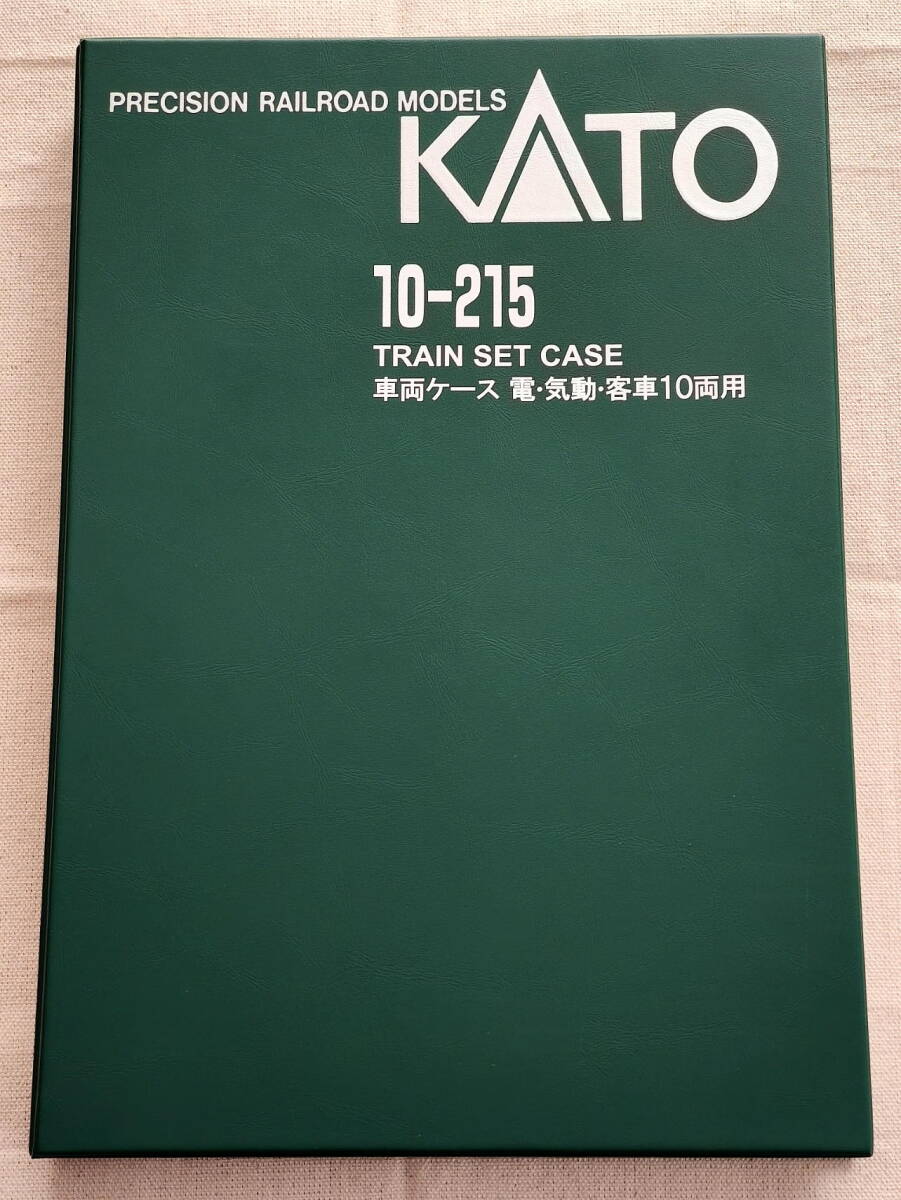 PRECISION RAILROAD MODELS
KATO
10-215
TRAIN SET CASE
車両ケース 電・気動・客車10両用